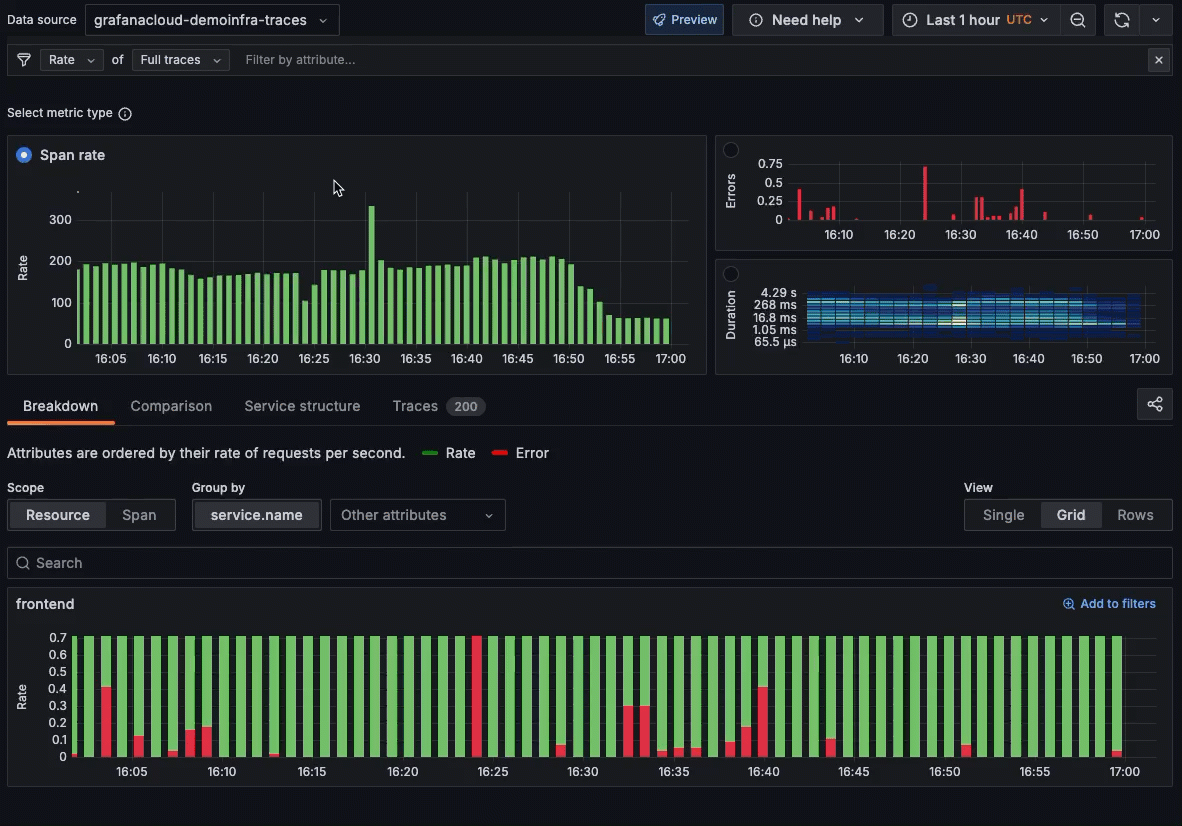 Data source grafanacloud-demoinfra-traces Preview Need help Last 1 hour UTC
Rate of Full traces Filter by attribute...
Select metric type
Span rate
Rate
300
200
100
0
16:05 16:10 16:15 16:20 16:25 16:30 16:35 16:40 16:45 16:50 16:55 17:00
Errors
0.75
0.5
0.25
0
16:10 16:20 16:30 16:40 16:50 17:00
Duration
4.29 s
268 ms
16.8 ms
1.05 ms
65.5 µs
16:10 16:20 16:30 16:40 16:50 17:00
Breakdown Comparison Service structure Traces 200
Attributes are ordered by their rate of requests per second. Rate Error
Scope Group by View
Resource Span service.name Other attributes Single Grid Rows
Search
frontend Add to filters
Rate
0.7
0.6
0.5
0.4
0.3
0.2
0.1
0
16:05 16:10 16:15 16:20 16:25 16:30 16:35 16:40 16:45 16:50 16:55 17:00